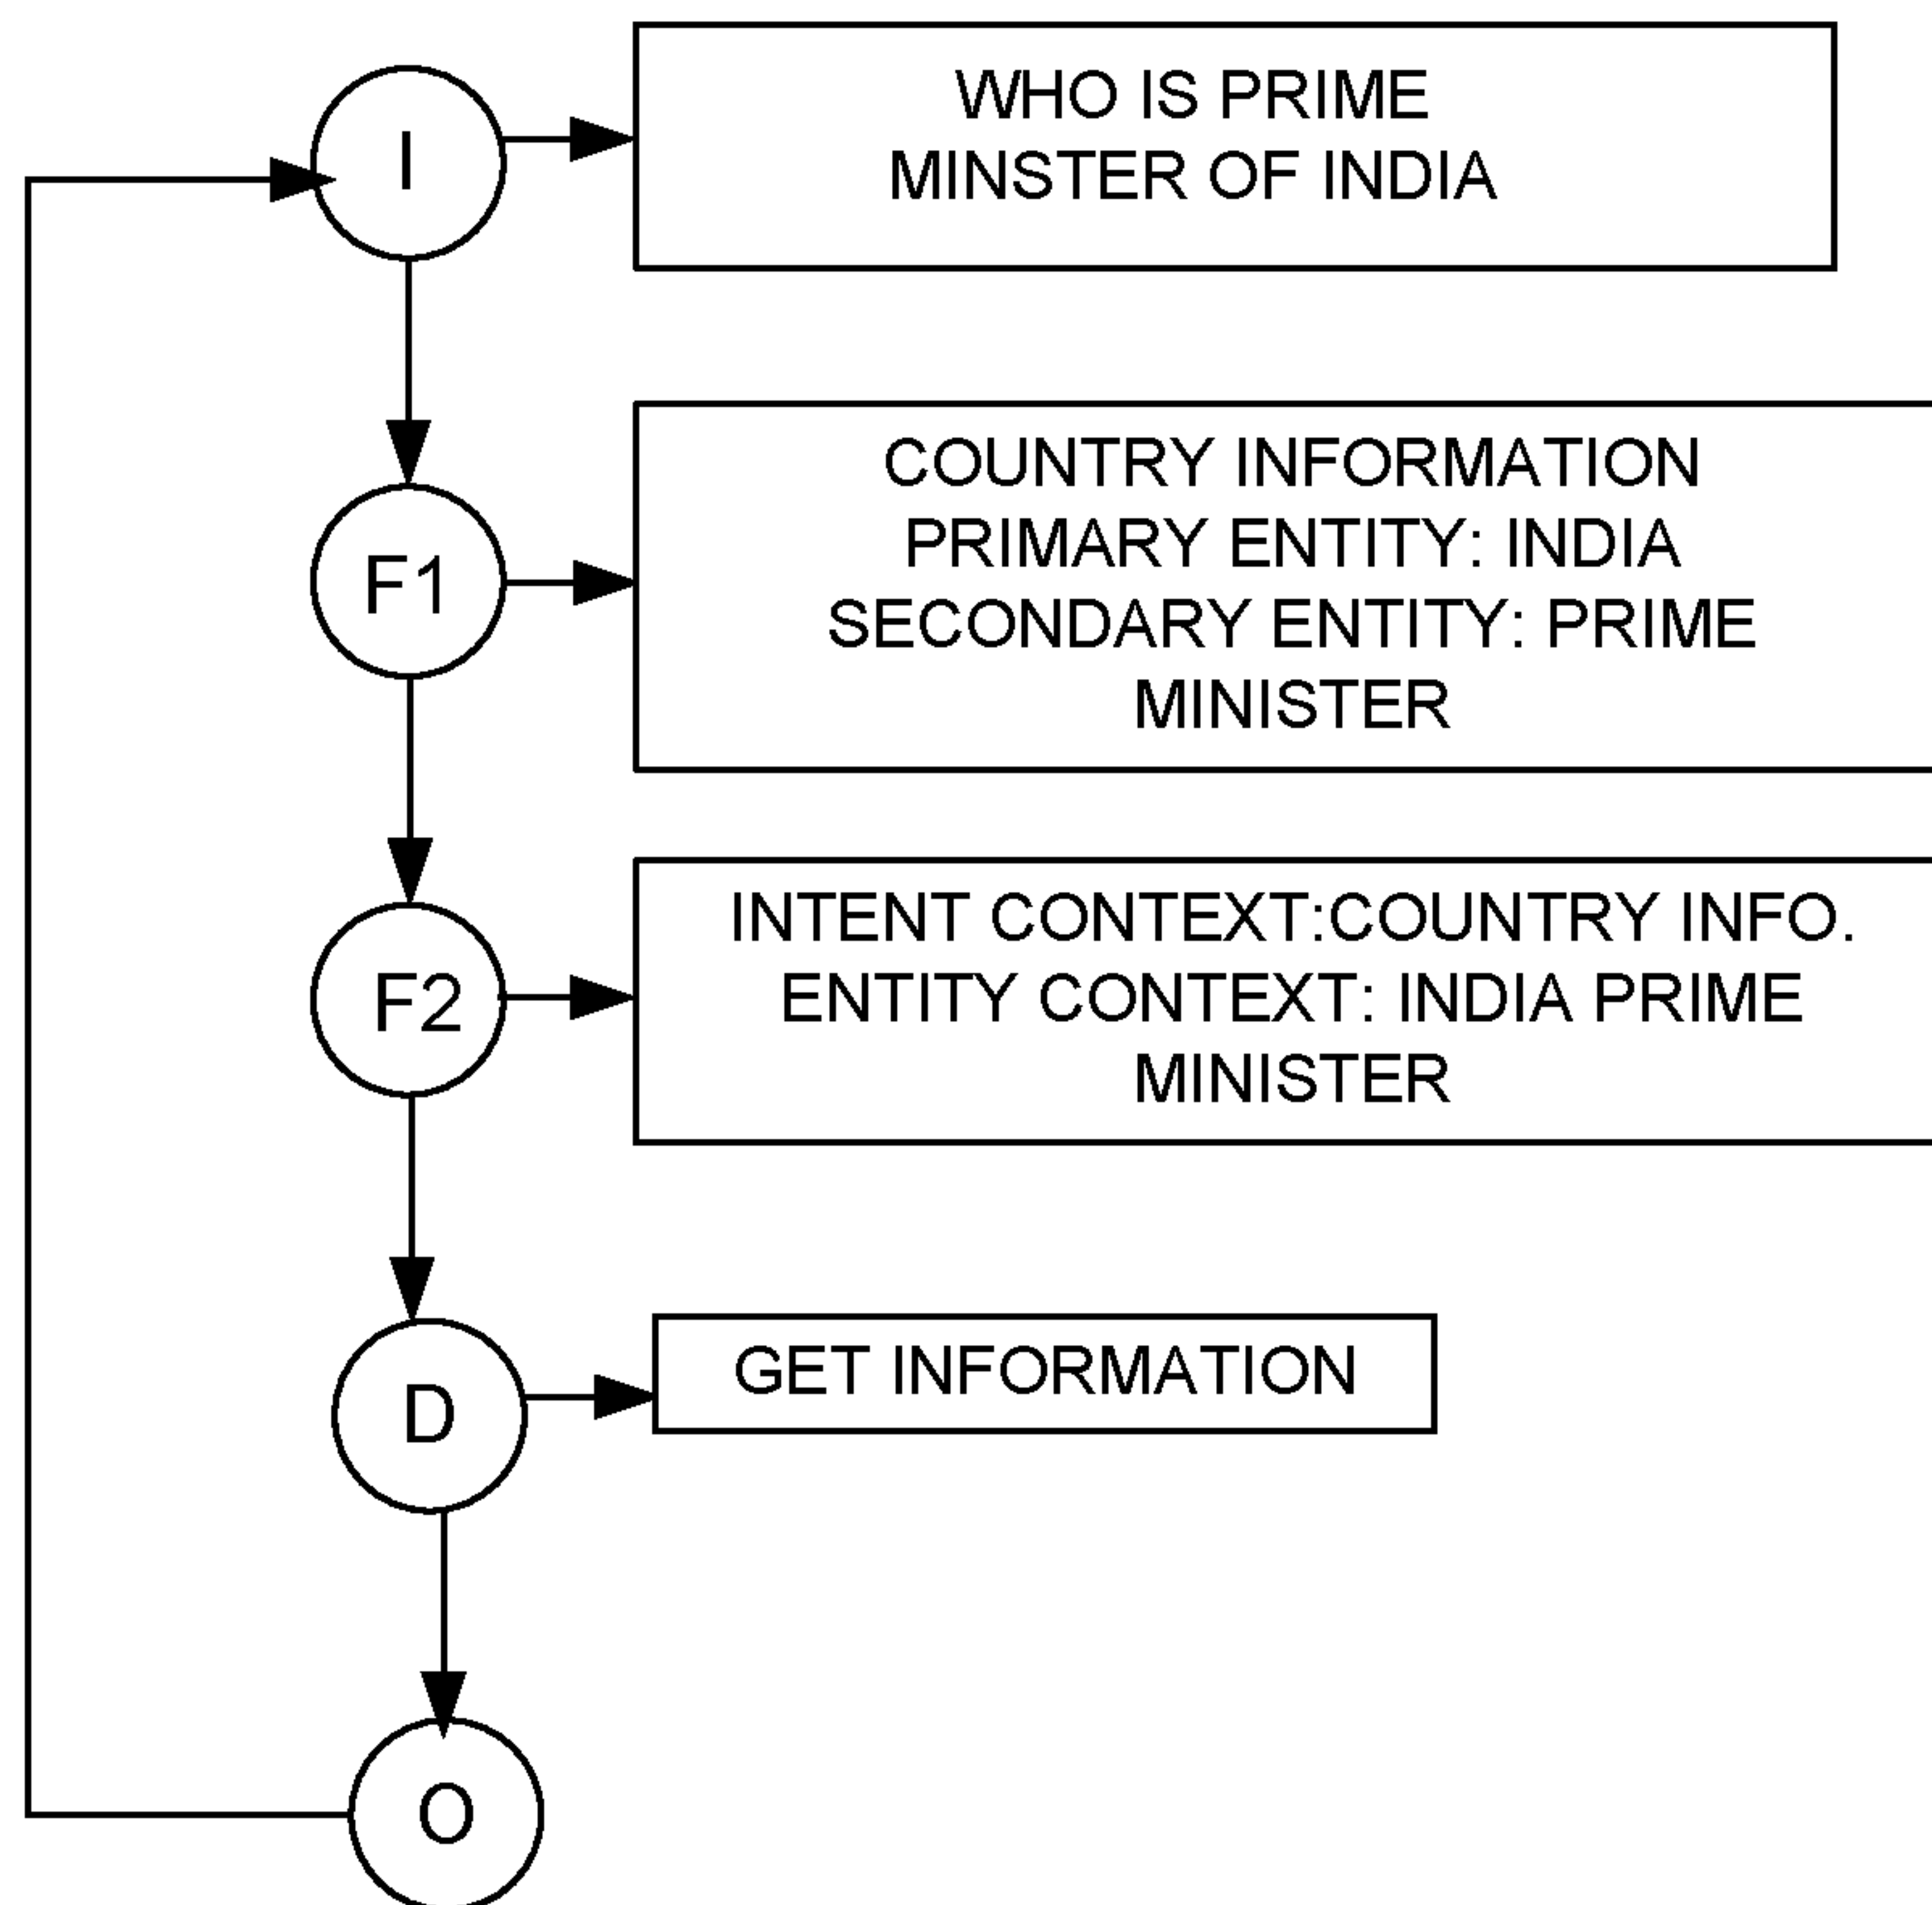 I
WHO IS PRIME
MINSTER OF INDIA
F1
COUNTRY INFORMATION
PRIMARY ENTITY: INDIA
SECONDARY ENTITY: PRIME
MINISTER
F2
INTENT CONTEXT:COUNTRY INFO.
ENTITY CONTEXT: INDIA PRIME
MINISTER
D
GET INFORMATION
O